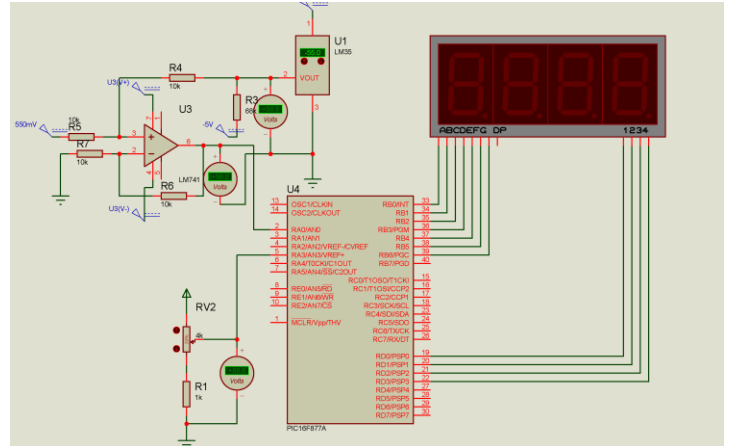 1
U1
LM35
-55.0
2
VOUT
3
R4
10k
U3(V+)
U3
R3
-5V
Volts
550mV
10k
R5
R7
10k
7
1
3
2
6
4
5
LM741
Volts
R6
10k
U3(V-)
ABCDEFG DP
1234
U4
13
OSC1/CLKIN
14
OSC2/CLKOUT
2
RA0/AN0
3
RA1/AN1
4
RA2/AN2/VREF-/CVREF
5
RA3/AN3/VREF+
6
RA4/T0CKI/C1OUT
7
RA5/AN4/SS/C2OUT
8
RE0/AN5/RD
9
RE1/AN6/WR
10
RE2/AN7/CS
1
MCLR/Vpp/THV
RB0/INT
33
RB1
34
RB2
35
RB3/PGM
36
RB4
37
RB5
38
RB6/PGC
39
RB7/PGD
40
RC0/T1OSO/T1CKI
15
RC1/T1OSI/CCP2
16
RC2/CCP1
17
RC3/SCK/SCL
18
RC4/SDI/SDA
23
RC5/SDO
24
RC6/TX/CK
25
RC7/RX/DT
26
RD0/PSP0
19
RD1/PSP1
20
RD2/PSP2
21
RD3/PSP3
22
RD4/PSP4
27
RD5/PSP5
28
RD6/PSP6
29
RD7/PSP7
30
PIC16F877A
RV2
4k
Volts
R1
1k